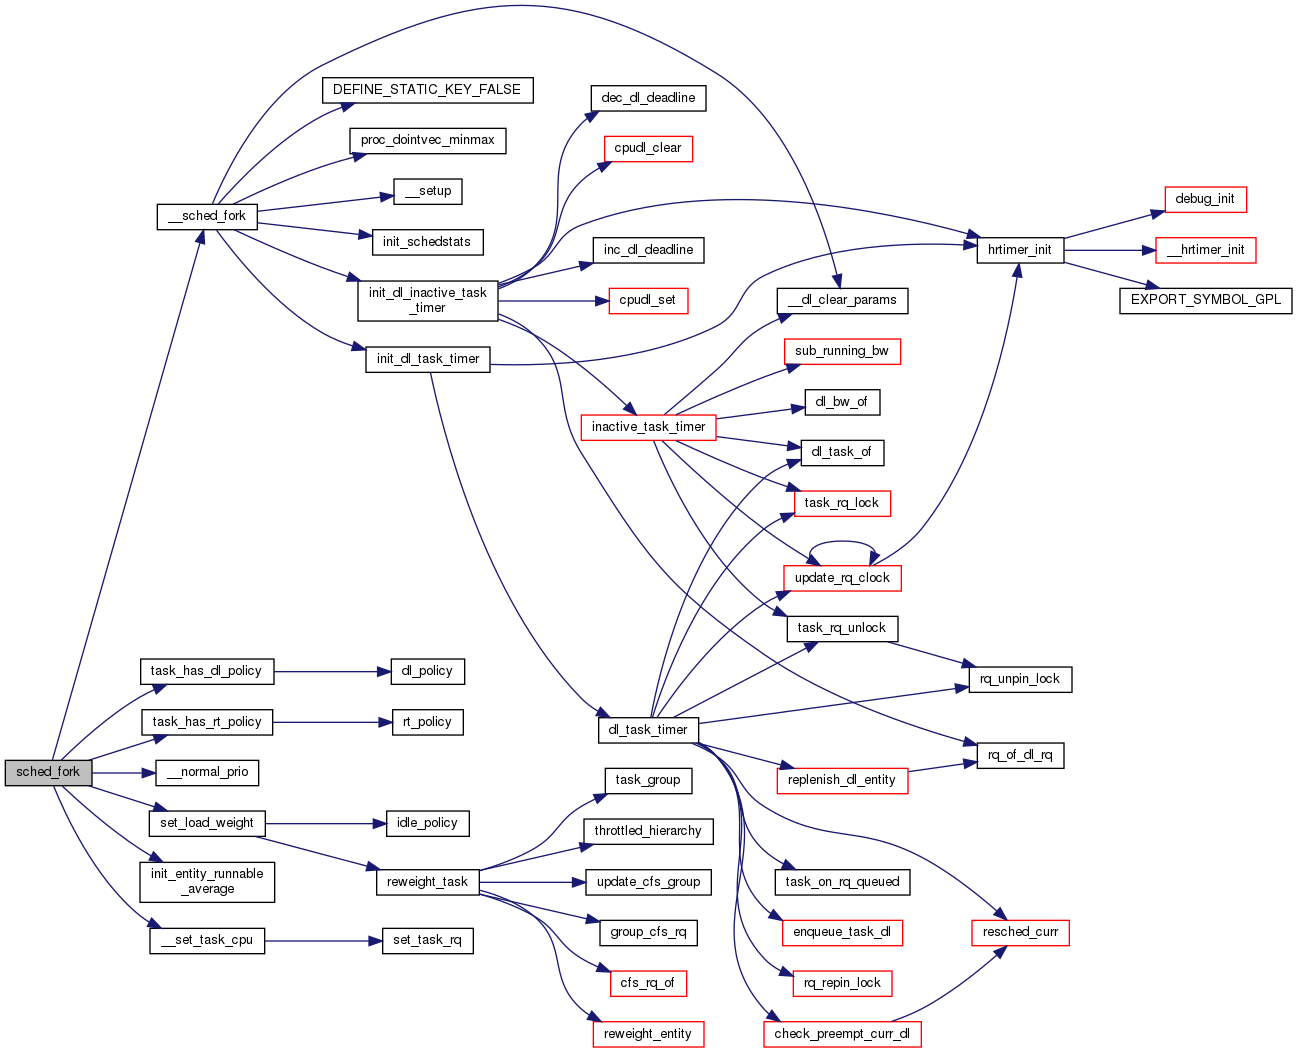 DEFINE_STATIC_KEY_FALSE
dec_dl_deadline
proc_dointvec_minmax
cpudl_clear
__setup
debug_init
__sched_fork
init_schedstats
inc_dl_deadline
hrtimer_init
__hrtimer_init
init_dl_inactive_task
_timer
cpudl_set
__dl_clear_params
EXPORT_SYMBOL_GPL
init_dl_task_timer
sub_running_bw
dl_bw_of
inactive_task_timer
dl_task_of
task_rq_lock
update_rq_clock
task_rq_unlock
task_has_dl_policy
dl_policy
rq_unpin_lock
task_has_rt_policy
rt_policy
dl_task_timer
rq_of_dl_rq
sched_fork
__normal_prio
task_group
replenish_dl_entity
set_load_weight
idle_policy
throttled_hierarchy
init_entity_runnable
_average
reweight_task
update_cfs_group
task_on_rq_queued
__set_task_cpu
set_task_rq
group_cfs_rq
enqueue_task_dl
resched_curr
cfs_rq_of
rq_repin_lock
reweight_entity
check_preempt_curr_dl